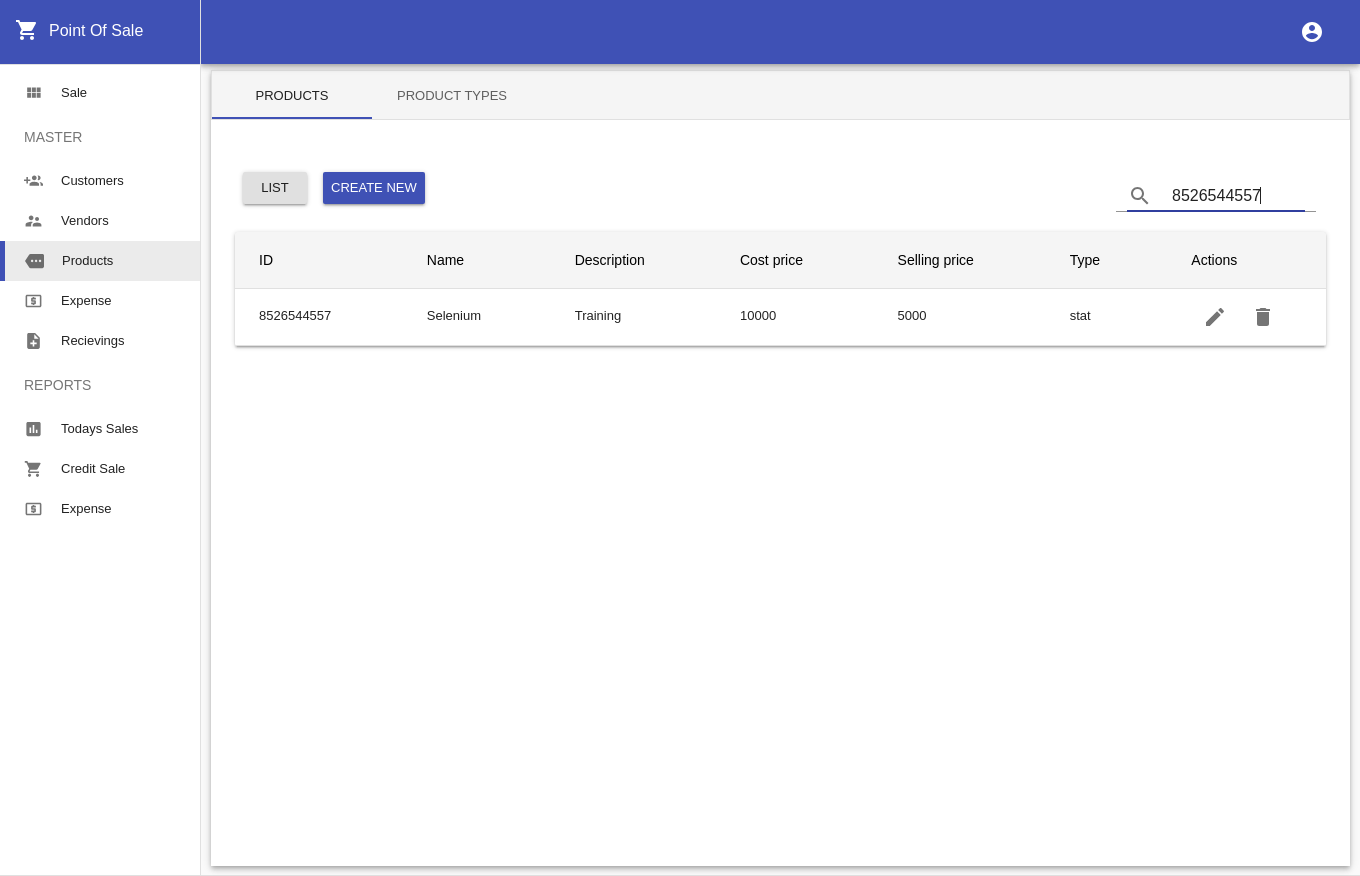 Point Of Sale
Sale
MASTER
Customers
Vendors
Products
Expense
Recievings
REPORTS
Todays Sales
Credit Sale
Expense
PRODUCTS PRODUCT TYPES
LIST CREATE NEW
8526544557
ID Name Description Cost price Selling price Type Actions
8526544557 Selenium Training 10000 5000 stat